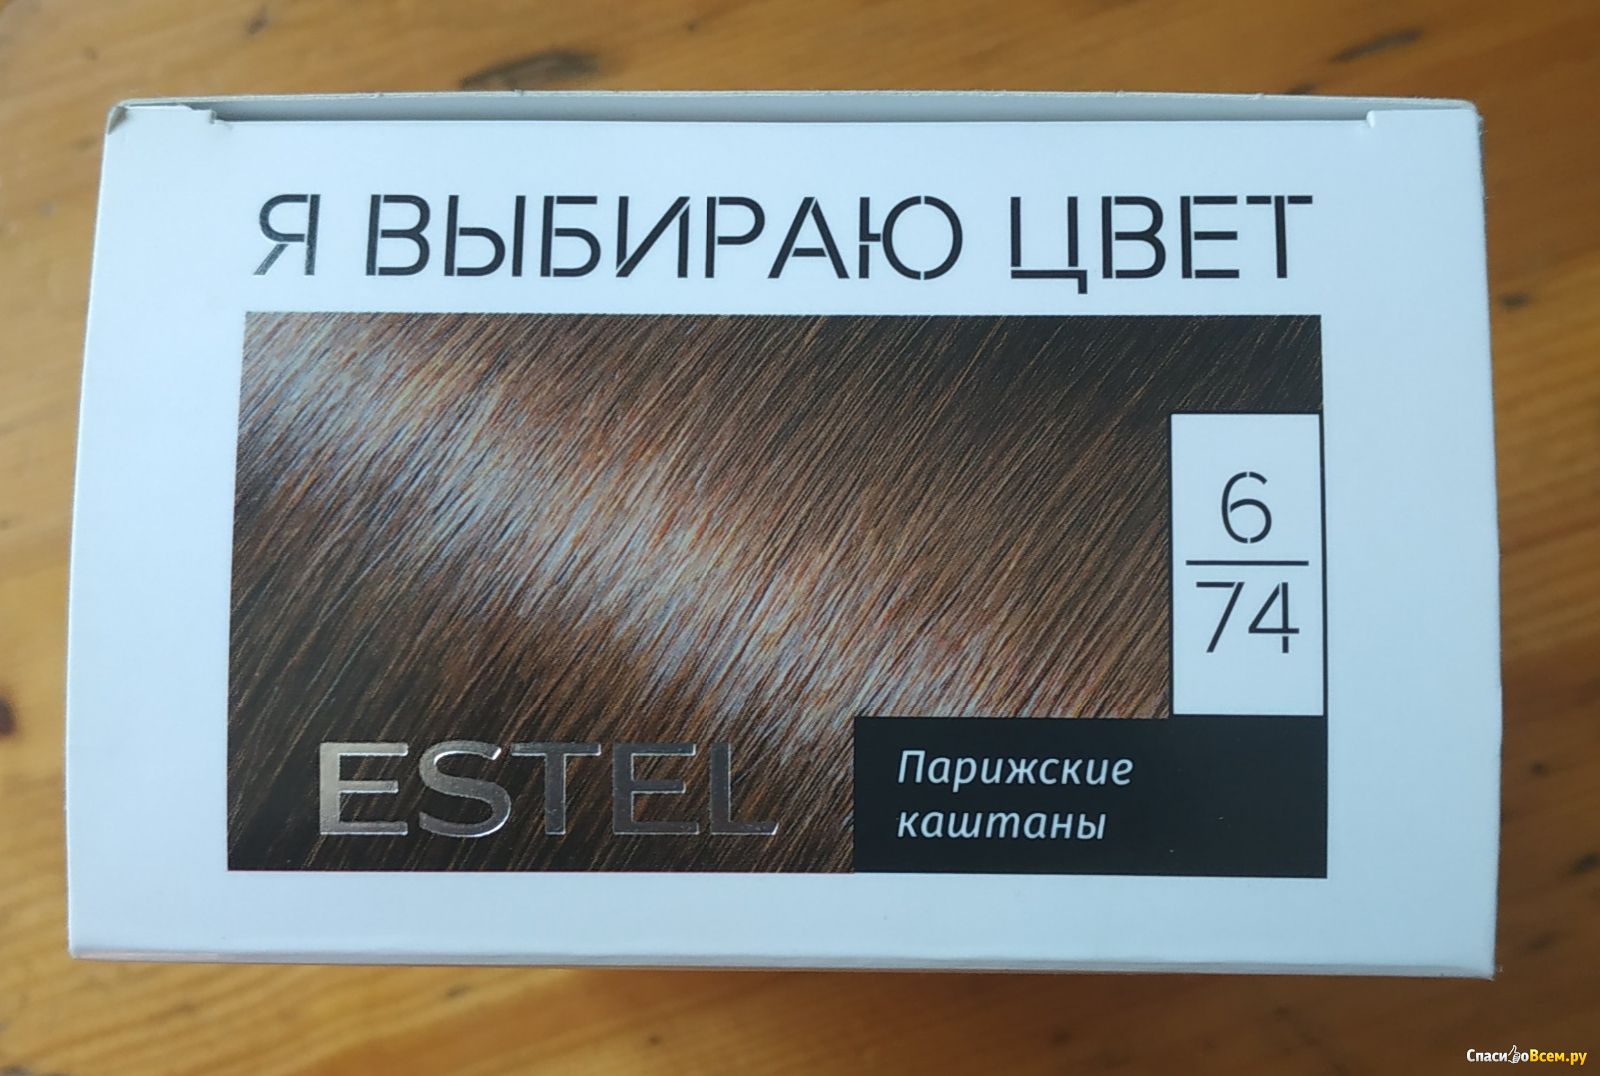 Я ВЫБИРАЮ ЦВЕТ
6
74
ESTEL
Парижские
каштаны
СпасибоВсем.ру